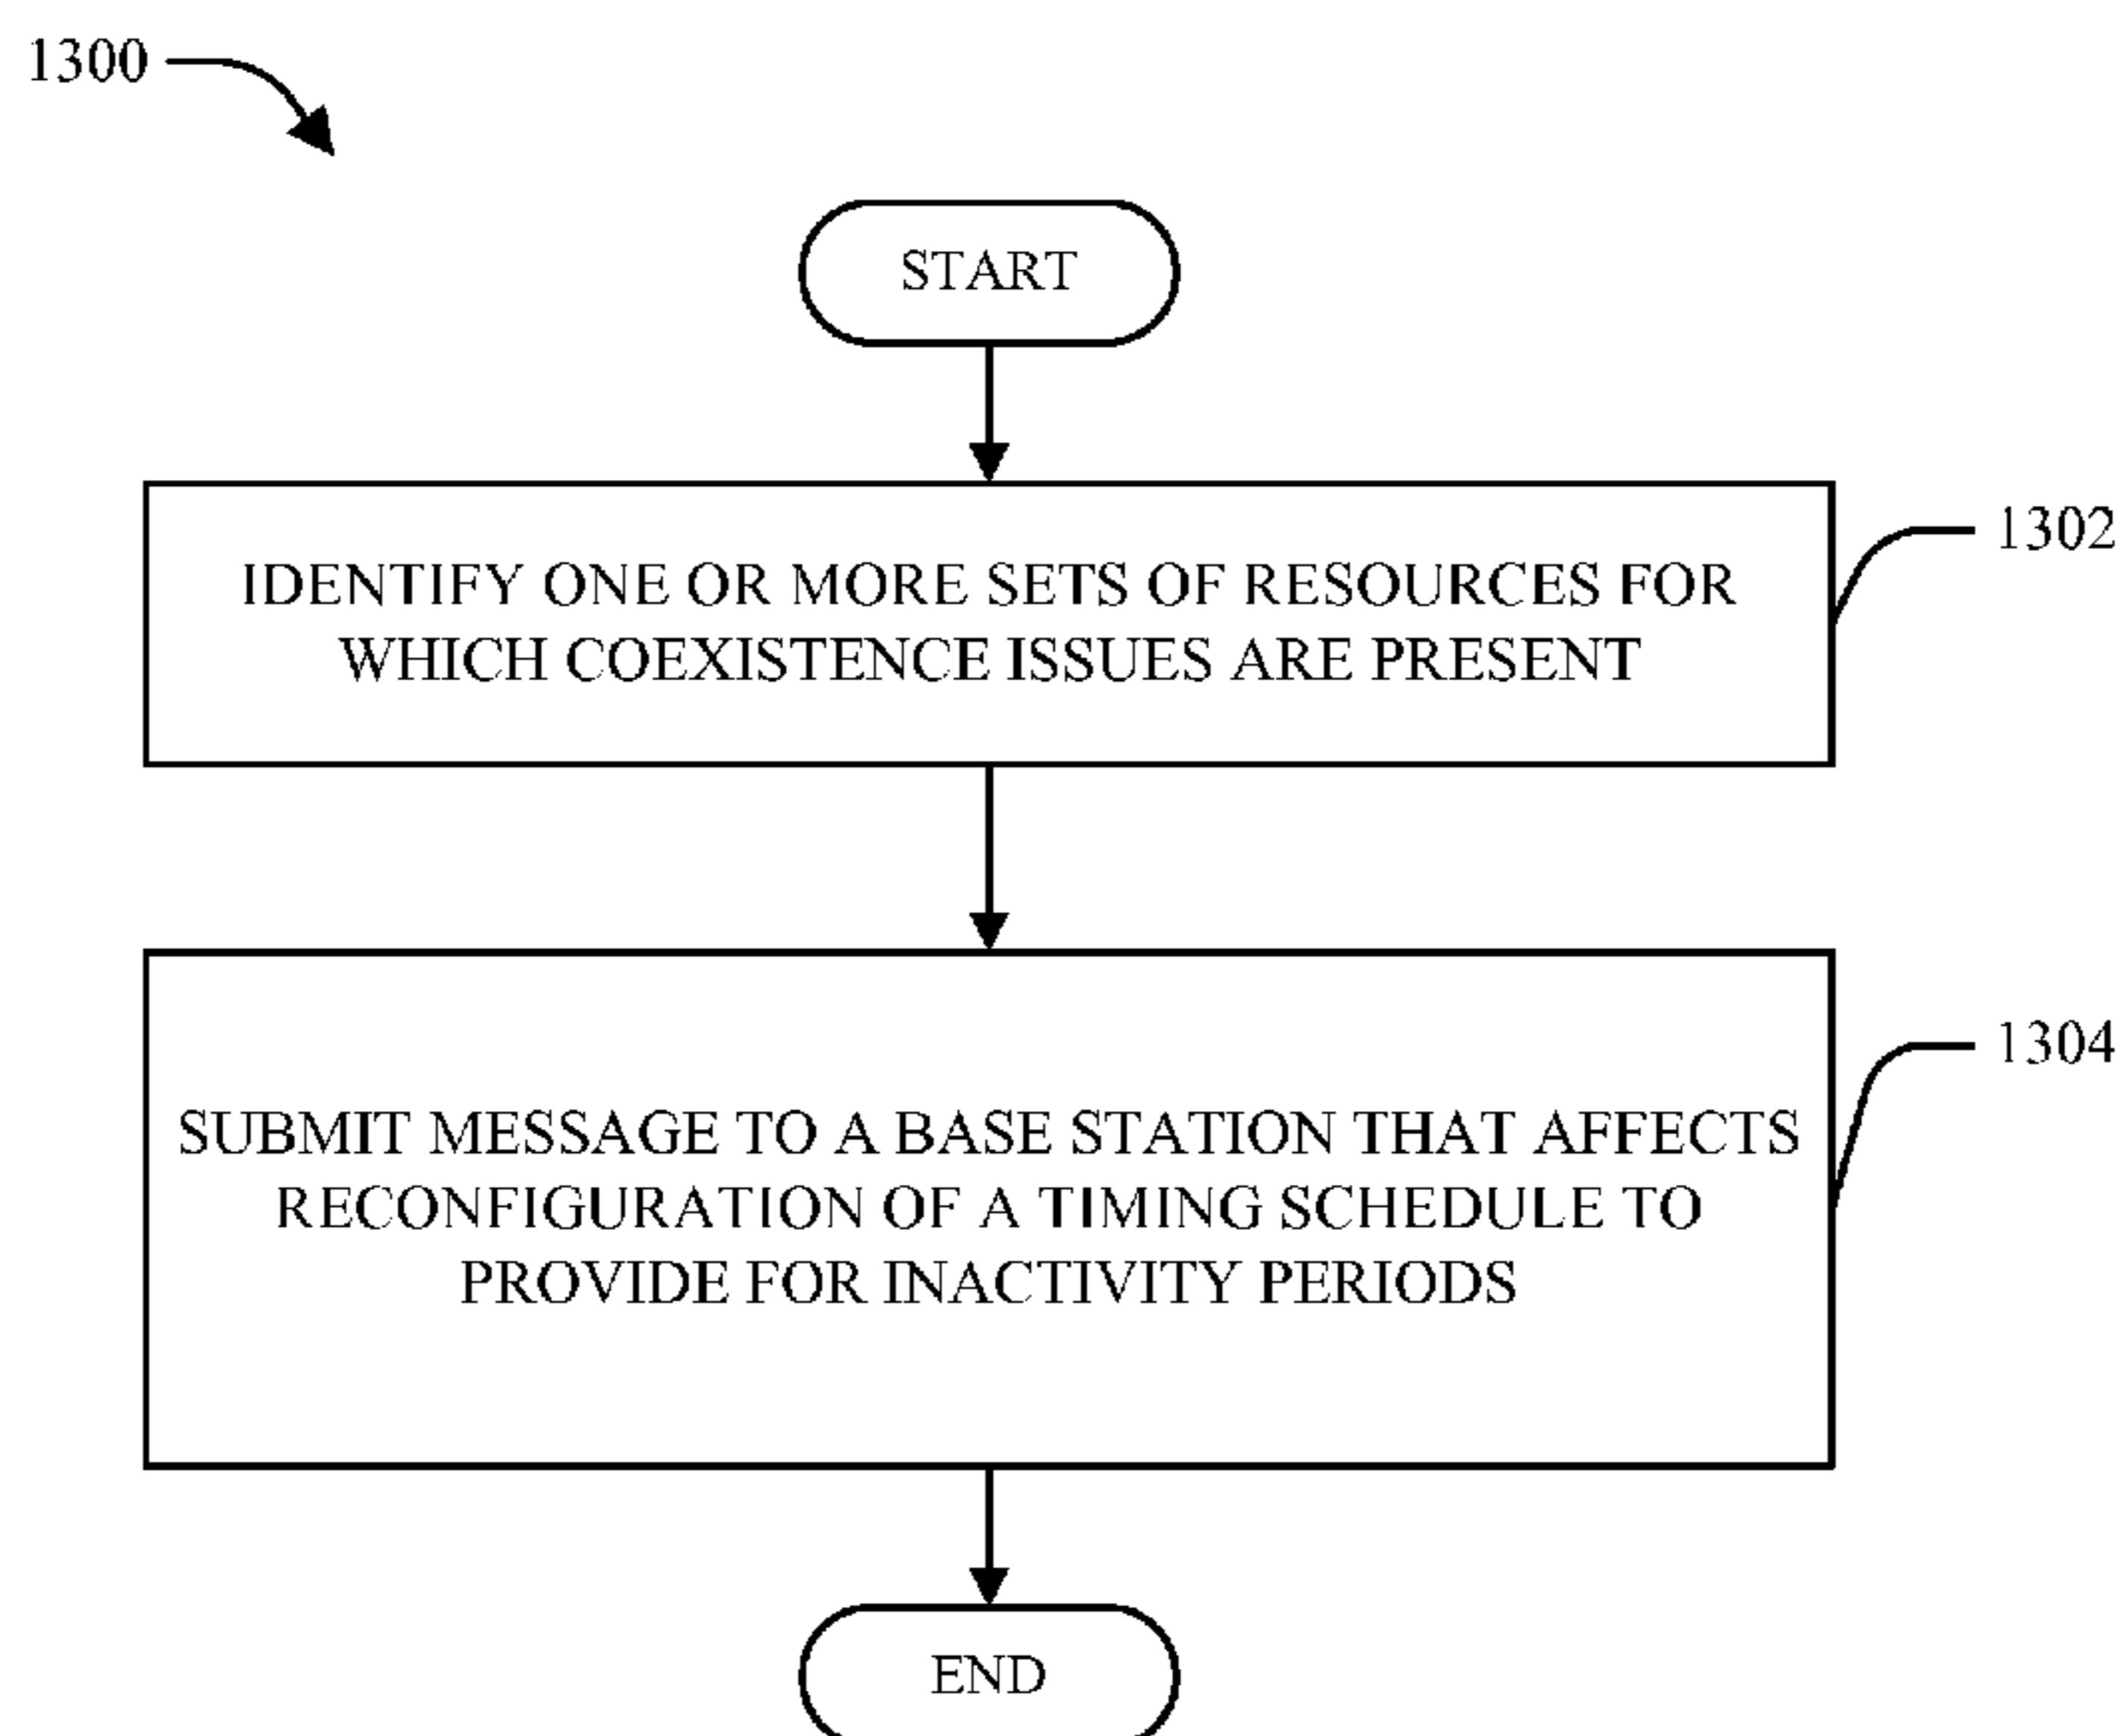 1300
START
IDENTIFY ONE OR MORE SETS OF RESOURCES FOR
WHICH COEXISTENCE ISSUES ARE PRESENT
1302
SUBMIT MESSAGE TO A BASE STATION THAT AFFECTS
RECONFIGURATION OF A TIMING SCHEDULE TO
PROVIDE FOR INACTIVITY PERIODS
1304
END